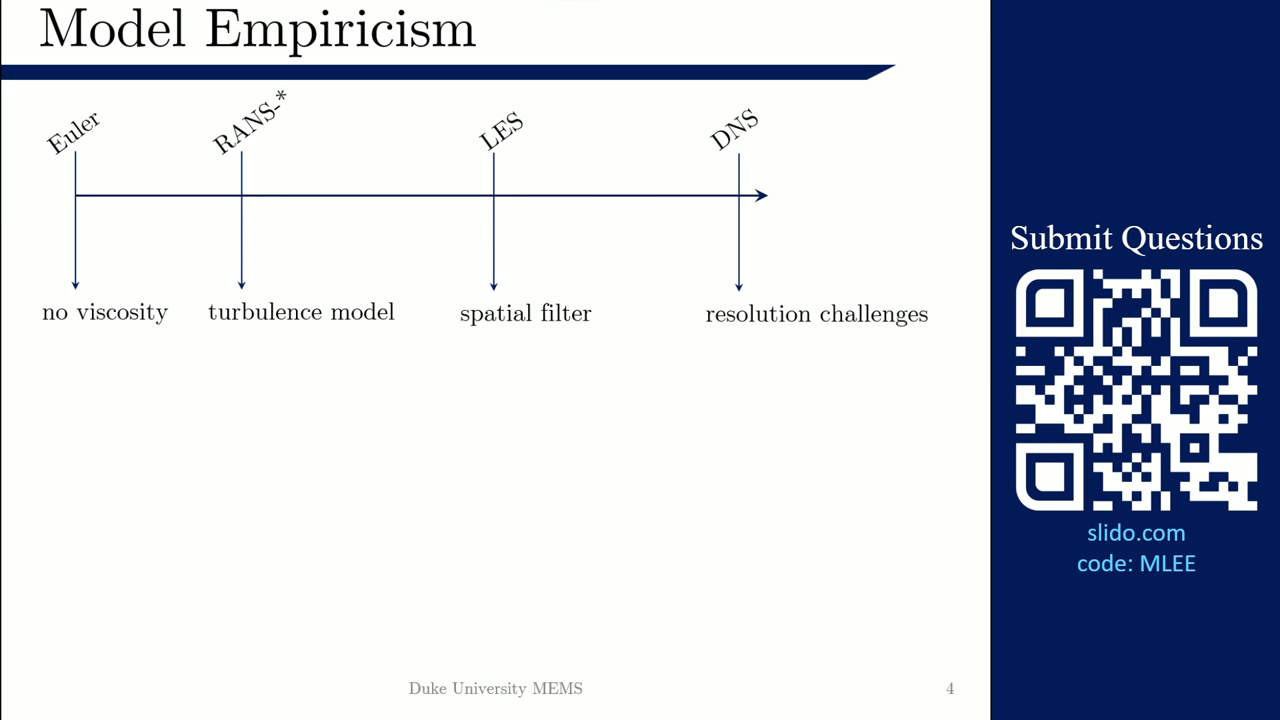 Model Empiricism
Euler
RANS-*
LES
DNS
no viscosity
turbulence model
spatial filter
resolution challenges
Submit Questions
slido.com
code: MLEE
Duke University MEMS
4